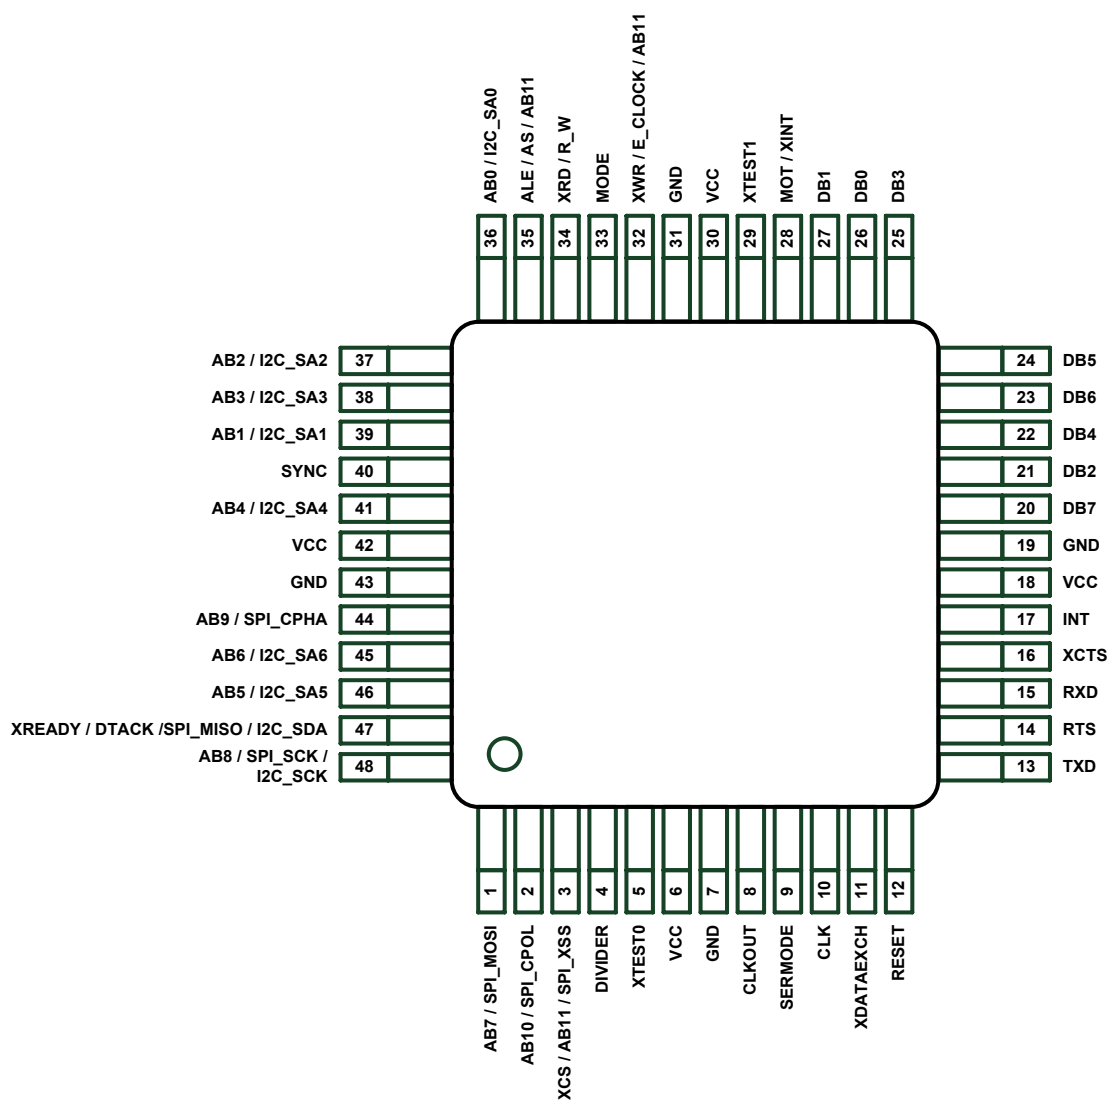 AB0 / I2C_SA0
ALE / AS / AB11
XRD / R_W
MODE
XWR / E_CLOCK / AB11
GND
VCC
XTEST1
MOT / XINT
DB1
DB0
DB3
36
35
34
33
32
31
30
29
28
27
26
25
AB2 / I2C_SA2 37
AB3 / I2C_SA3 38
AB1 / I2C_SA1 39
SYNC 40
AB4 / I2C_SA4 41
VCC 42
GND 43
AB9 / SPI_CPHA 44
AB6 / I2C_SA6 45
AB5 / I2C_SA5 46
XREADY / DTACK /SPI_MISO / I2C_SDA 47
AB8 / SPI_SCK /
I2C_SCK
48
24 DB5
23 DB6
22 DB4
21 DB2
20 DB7
19 GND
18 VCC
17 INT
16 XCTS
15 RXD
14 RTS
13 TXD
1
2
3
4
5
6
7
8
9
10
11
12
AB7 / SPI_MOSI
AB10 / SPI_CPOL
XCS / AB11 / SPI_XSS
DIVIDER
XTEST0
VCC
GND
CLKOUT
SERMODE
CLK
XDATAEXCH
RESET